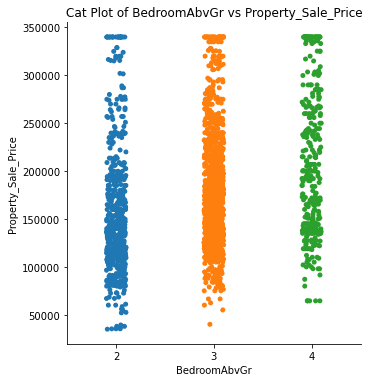 Cat Plot of BedroomAbvGr vs Property_Sale_Price
350000
300000
250000
200000
150000
100000
50000
Property_Sale_Price
2 3 4
BedroomAbvGr